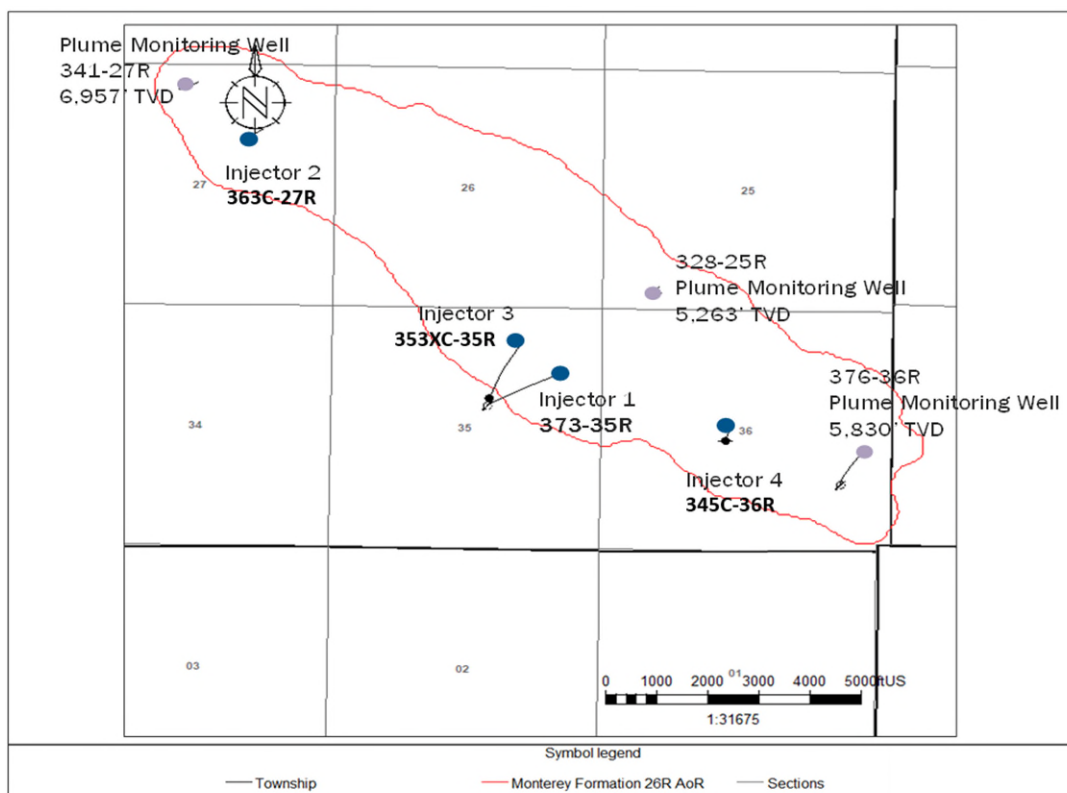 Plume Monitoring Well
341-27R
6,957' TVD
N
Injector 2
363C-27R
27
26
25
328-25R
Plume Monitoring Well
5,263' TVD
Injector 3
353XC-35R
376-36R
Plume Monitoring Well
5,830' TVD
Injector 1
373-35R
34
35
36
Injector 4
345C-36R
03
02
01
0 1000 2000 3000 4000 5000ftUS
1:31675
Symbol legend
Township Monterey Formation 26R AoR Sections